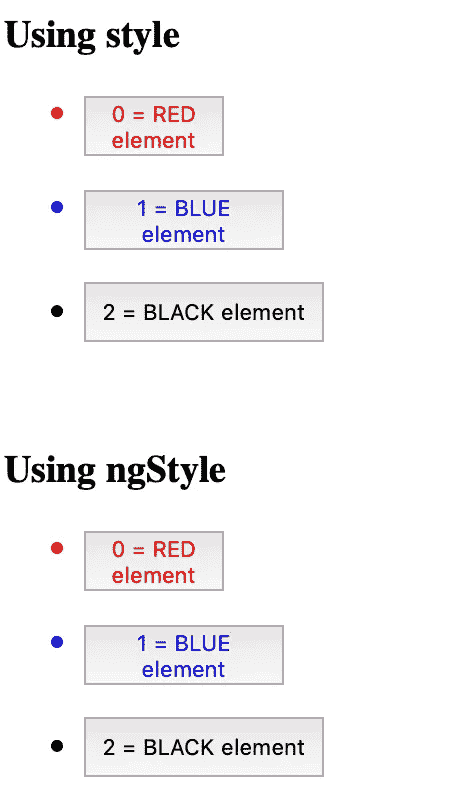 Using style
0 = RED
element
1 = BLUE
element
2 = BLACK element
Using ngStyle
0 = RED
element
1 = BLUE
element
2 = BLACK element